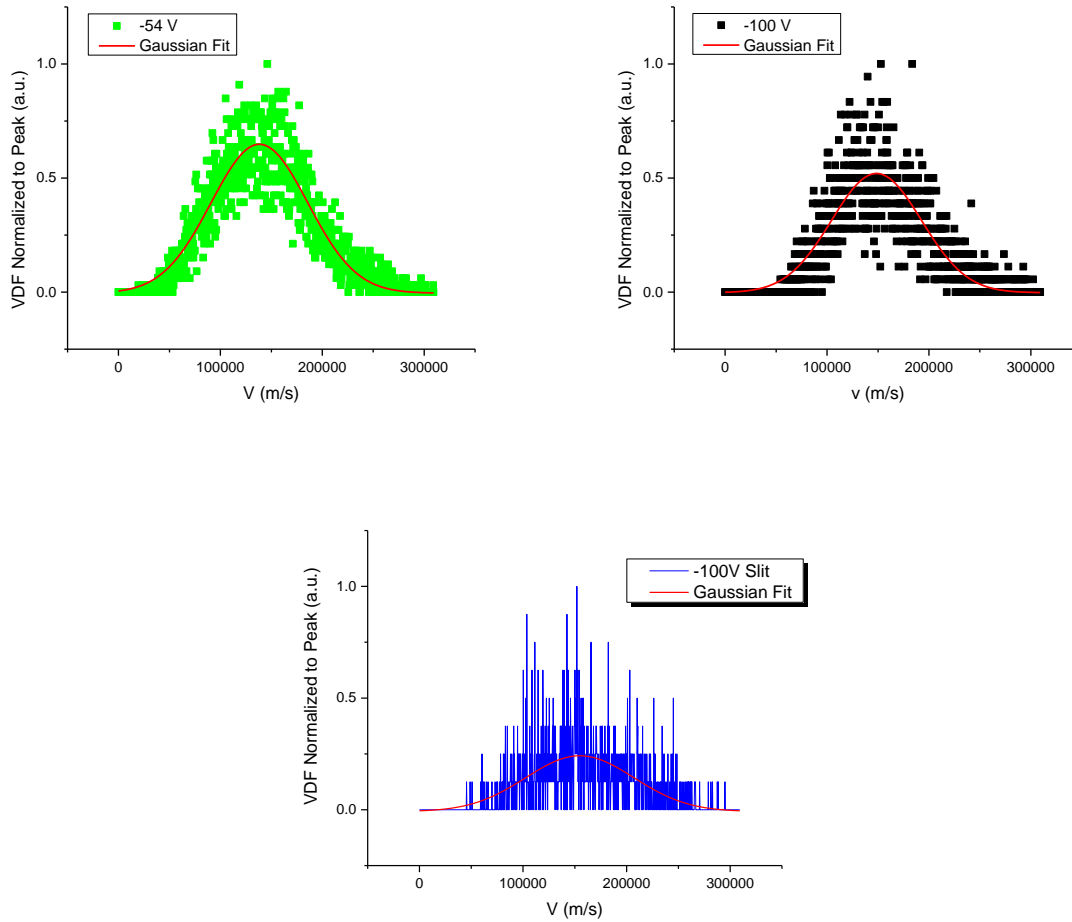 -54 V
Gaussian Fit
1.0
0.5
0.0
VDF Normalized to Peak (a.u.)
0
100000
200000
300000
V (m/s)
-100 V
Gaussian Fit
1.0
0.5
0.0
VDF Normalized to Peak (a.u.)
0
100000
200000
300000
v (m/s)
-100V Slit
Gaussian Fit
1.0
0.5
0.0
VDF Normalized to Peak (a.u.)
0
100000
200000
300000
V (m/s)